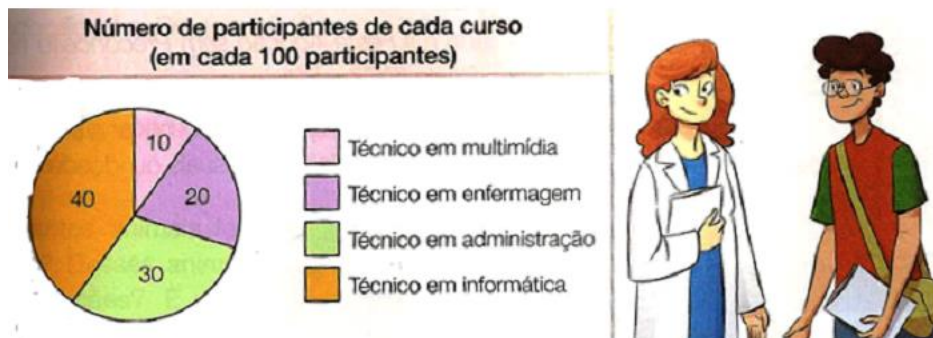 Número de participantes de cada curso
(em cada 100 participantes)
10
20
30
40
Técnico em multimídia
Técnico em enfermagem
Técnico em administração
Técnico em informática